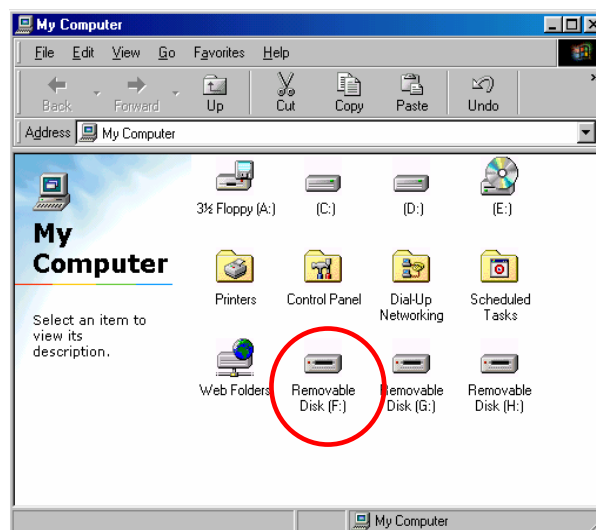 My Computer
File Edit View Go Favorites Help
Back Forward Up Cut Copy Paste Undo »
Address My Computer
My
Computer
Select an item to
view its
description.
3½ Floppy (A:) (C:) (D:) (E:)
Printers Control Panel Dial-Up
Networking Scheduled
Tasks
Web Folders Removable
Disk (F:) Removable
Disk (G:) Removable
Disk (H:)
My Computer